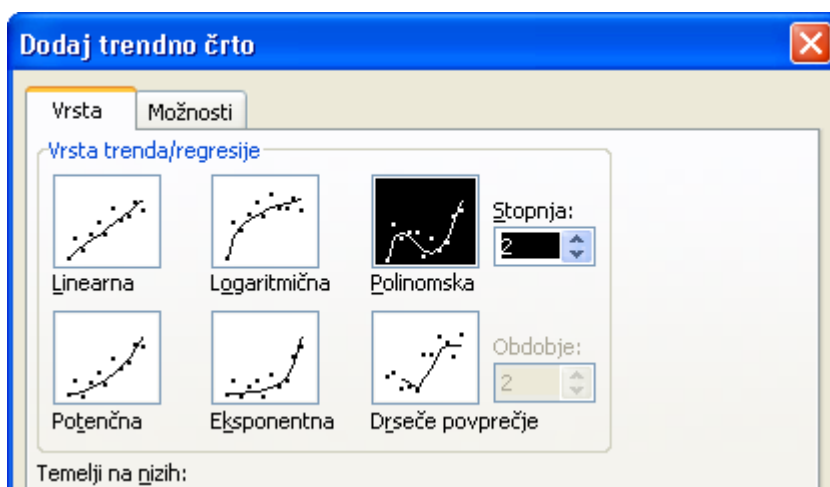 Dodaj trendno črto
Vrsta Možnosti
Vrsta trenda/regresije
Stopnja:
2
Linearna Logaritmična Polinomska
Obdobje:
2
Potenčna Eksponentna Drseče povprečje
Temelji na nizih: